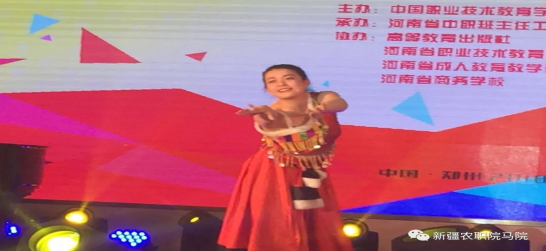 主办：中国职业技术教育学
承办：河南省中职班主任工
协办：高等教育出版社
河南省职业技术教育
河南省成人教育教学
河南省商务学校
中国·郑州
新疆农职院马院